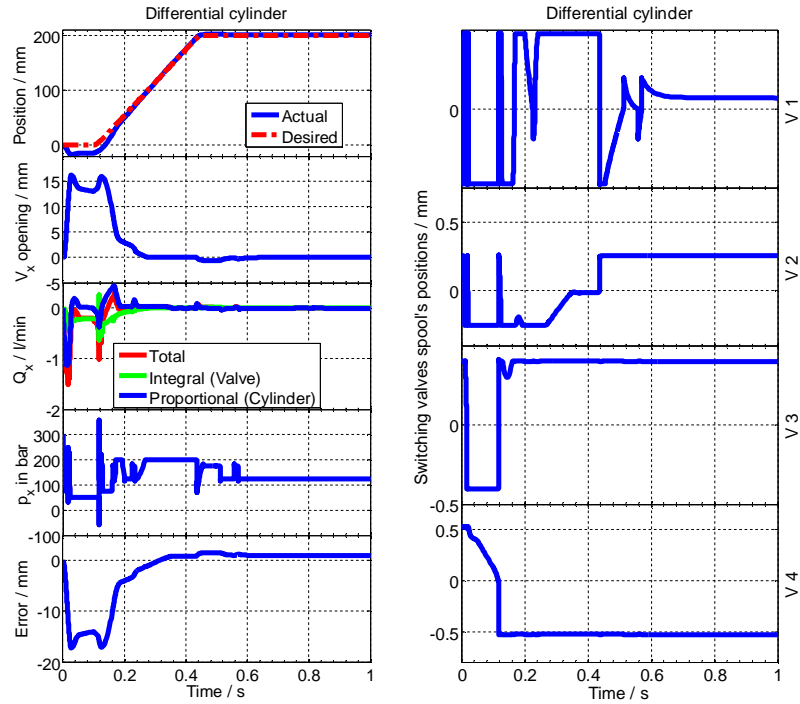 Differential cylinder
Position / mm
200
100
0
Actual
Desired
V_x opening / mm
15
10
5
0
5
Q_x / l/min
0
-1
-2
Total
Integral (Valve)
Proportional (Cylinder)
p_x in bar
300
200
100
0
-100
Error / mm
0
-10
-20
0 0.2 0.4 0.6 0.8 1
Time / s
Differential cylinder
Switching valves spool's positions / mm
0
V 1
0.5
0
V 2
0
-0.5
V 3
0.5
0
-0.5
V 4
0 0.2 0.4 0.6 0.8 1
Time / s